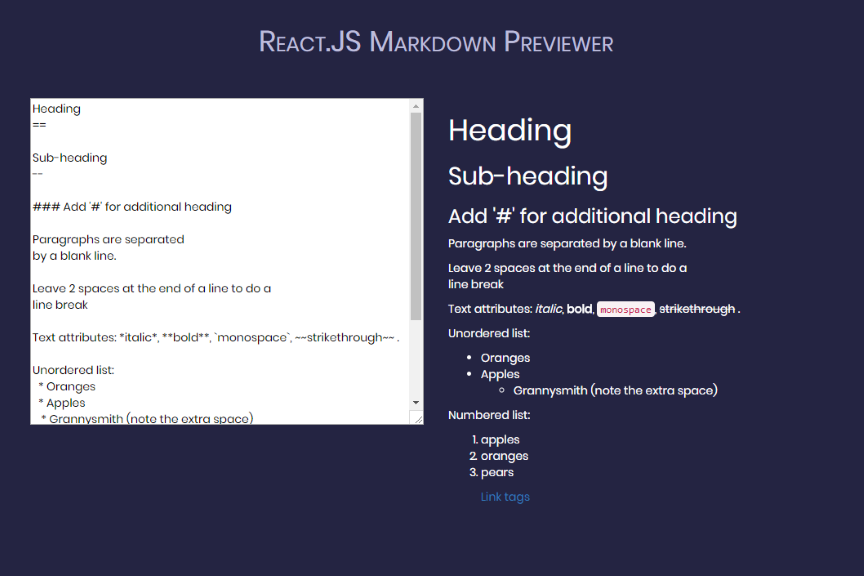 React.JS Markdown Previewer
Heading
==
Sub-heading
--
### Add '#' for additional heading
Paragraphs are separated
by a blank line.
Leave 2 spaces at the end of a line to do a
line break
Text attributes: *italic*, **bold**, `monospace`, ~~strikethrough~~ .
Unordered list:
* Oranges
* Apples
* Grannysmith (note the extra space)
Heading
Sub-heading
Add '#' for additional heading
Paragraphs are separated by a blank line.
Leave 2 spaces at the end of a line to do a
line break
Text attributes: italic, bold, monospace, strikethrough .
Unordered list:
• Oranges
• Apples
◦ Grannysmith (note the extra space)
Numbered list:
1. apples
2. oranges
3. pears
Link tags